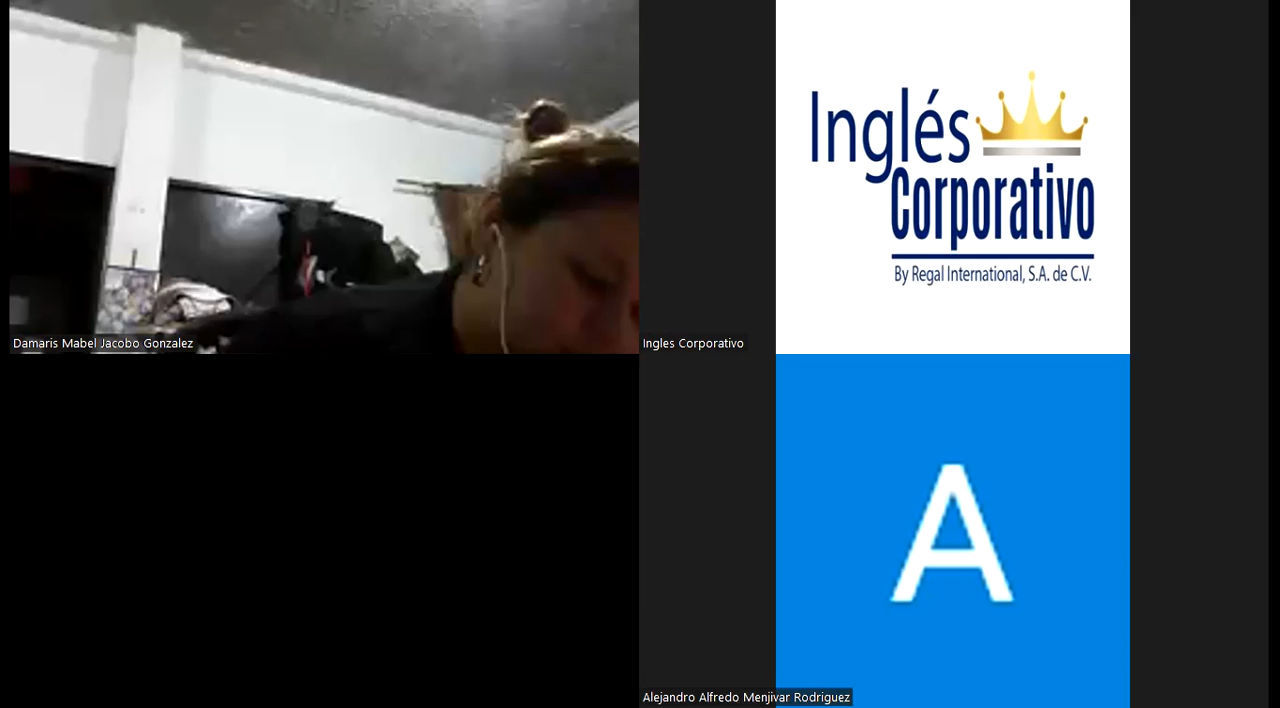 Inglés
Corporativo
By Regal International, S.A. de C.V.
Damaris Mabel Jacobo Gonzalez
Ingles Corporativo
A
Alejandro Alfredo Menjivar Rodriguez